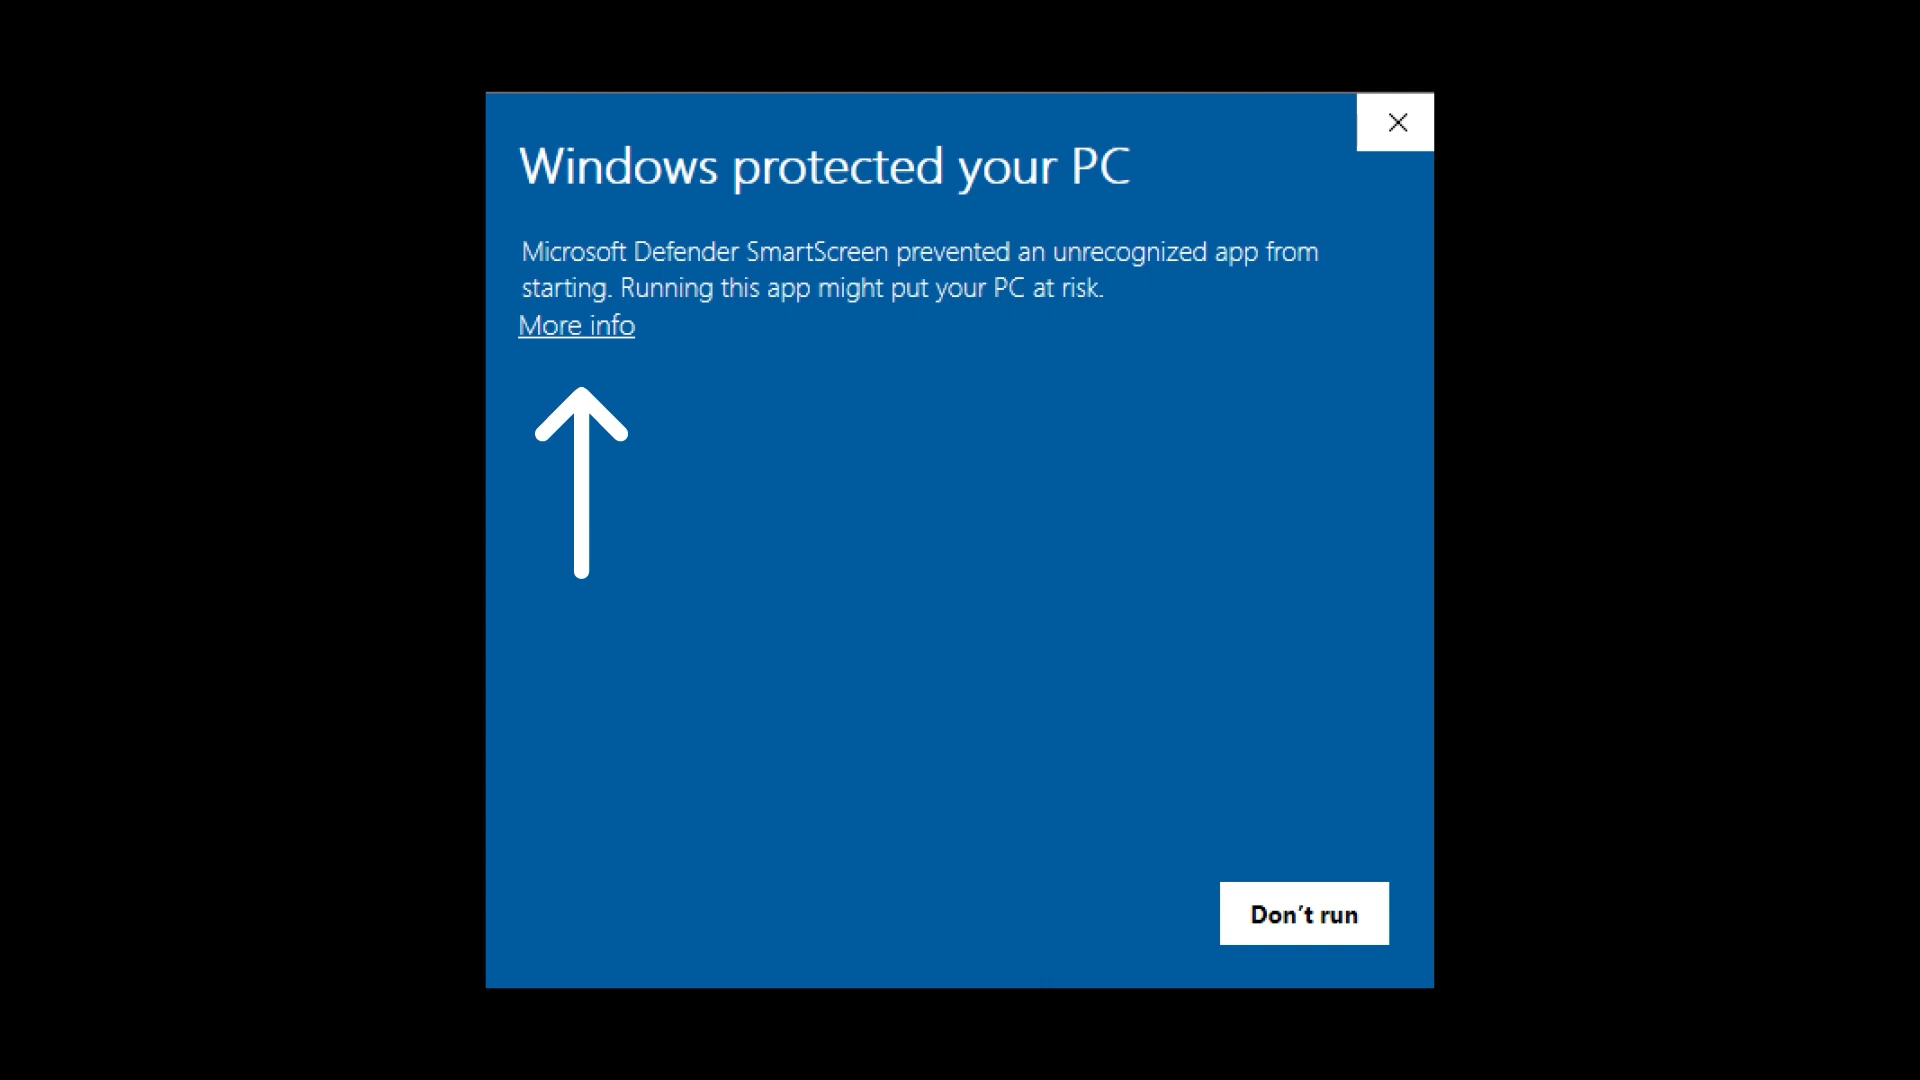 Windows protected your PC
Microsoft Defender SmartScreen prevented an unrecognized app from
starting. Running this app might put your PC at risk.
More info
Don’t run